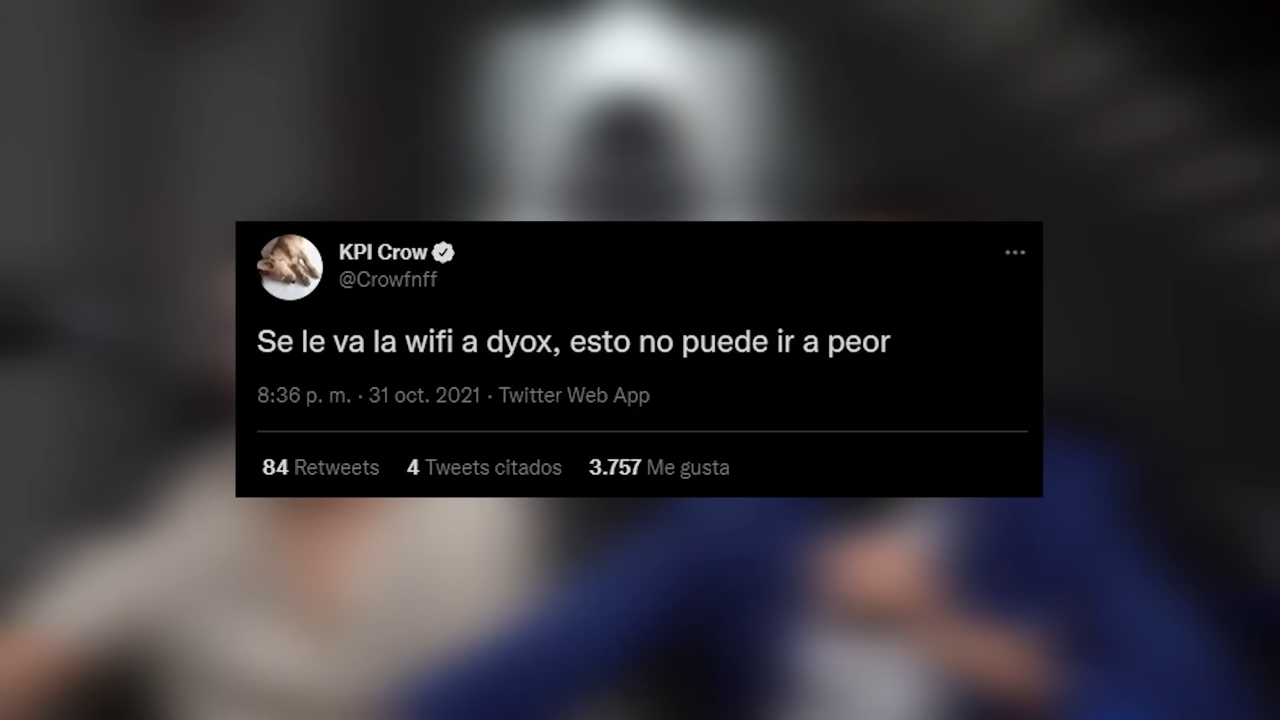 KPI Crow
@Crowfnff
Se le va la wifi a dyox, esto no puede ir a peor
8:36 p. m. · 31 oct. 2021 · Twitter Web App
84 Retweets 4 Tweets citados 3.757 Me gusta